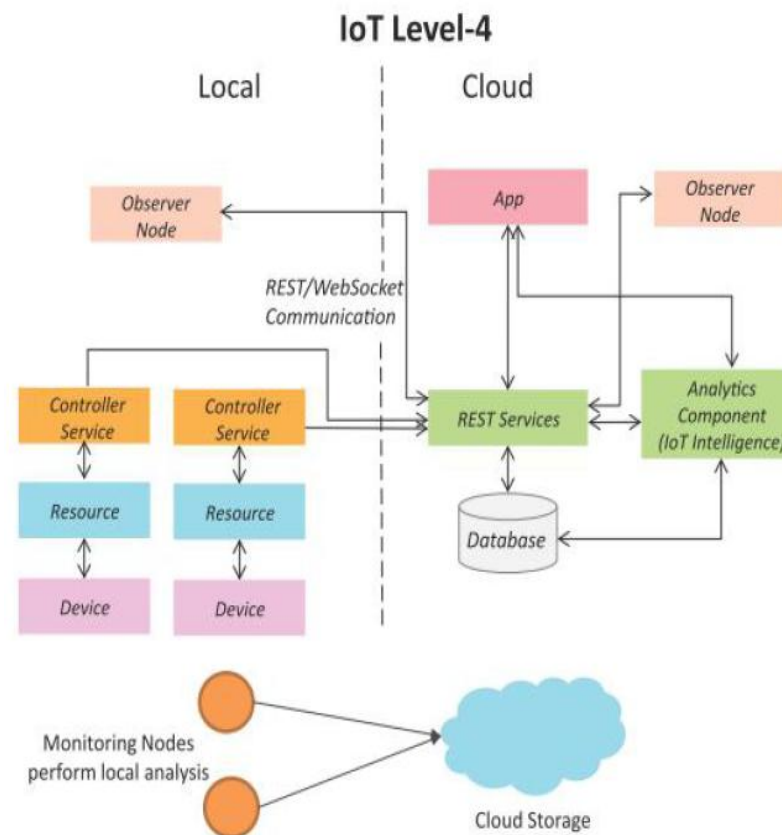 IoT Level-4
Local
Cloud
Observer
Node
App
Observer
Node
REST/WebSocket
Communication
Controller
Service
Controller
Service
REST Services
Analytics
Component
(IoT Intelligence)
Resource
Resource
Database
Device
Device
Monitoring Nodes
perform local analysis
Cloud Storage